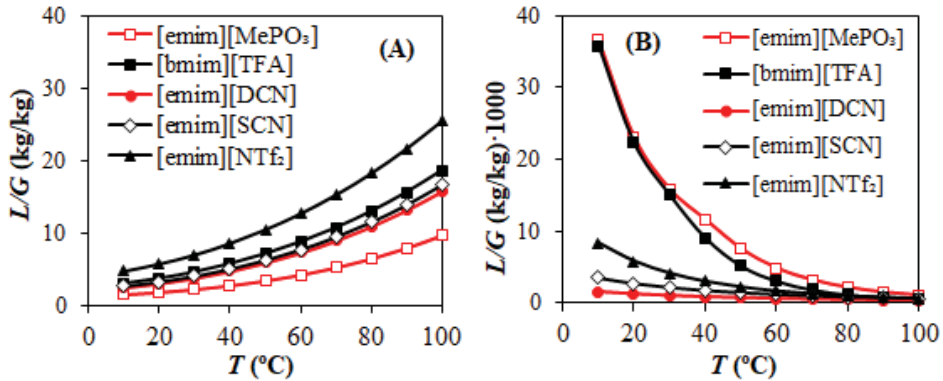 40
30
20
10
0
L/G (kg/kg)
[emim][MePO₃]
[bmim][TFA]
[emim][DCN]
[emim][SCN]
[emim][NTf₂]
(A)
0 20 40 60 80 100
T (ºC)
40
30
20
10
0
L/G (kg/kg)·1000
(B)
[emim][MePO₃]
[bmim][TFA]
[emim][DCN]
[emim][SCN]
[emim][NTf₂]
0 20 40 60 80 100
T (ºC)